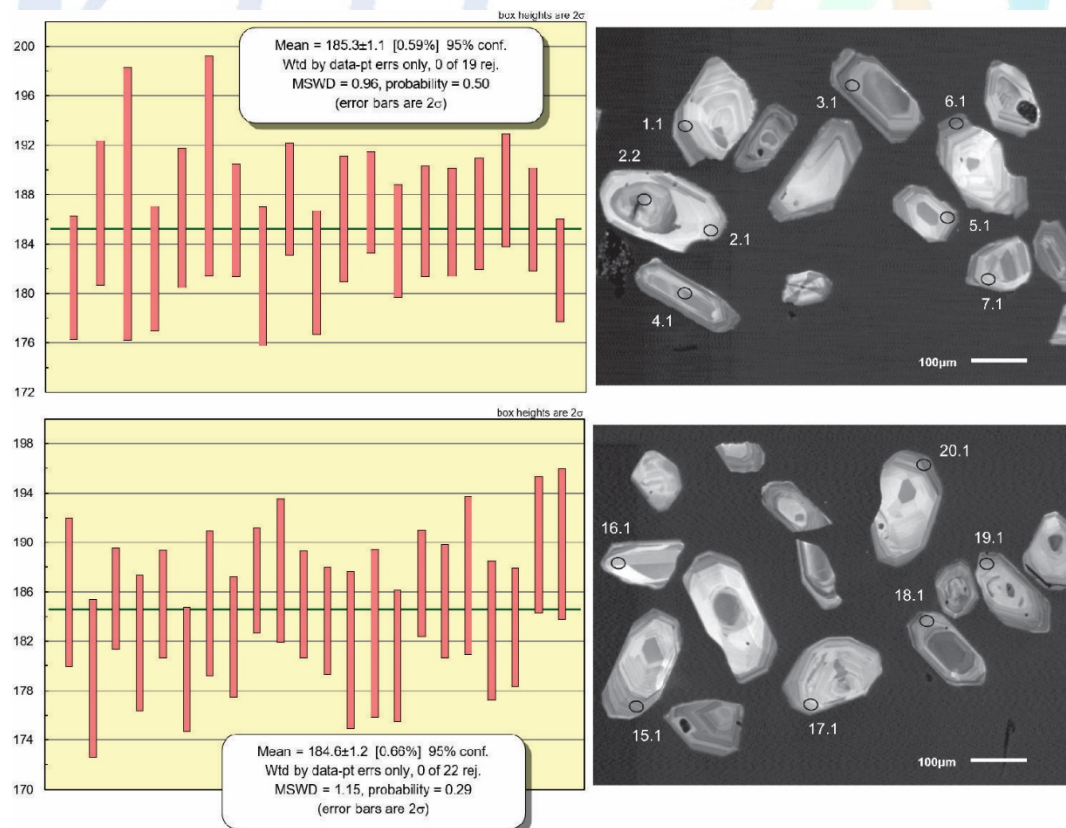 box heights are 2σ
200
196
192
188
184
180
176
172
Mean = 185.3±1.1 [0.59%] 95% conf.
Wtd by data-pt errs only, 0 of 19 rej.
MSWD = 0.96, probability = 0.50
(error bars are 2σ)
1.1
2.2
2.1
3.1
4.1
5.1
6.1
7.1
100μm
box heights are 2σ
198
194
190
186
182
178
174
170
Mean = 184.6±1.2 [0.66%] 95% conf.
Wtd by data-pt errs only, 0 of 22 rej.
MSWD = 1.15, probability = 0.29
(error bars are 2σ)
20.1
16.1
19.1
18.1
15.1
17.1
100μm